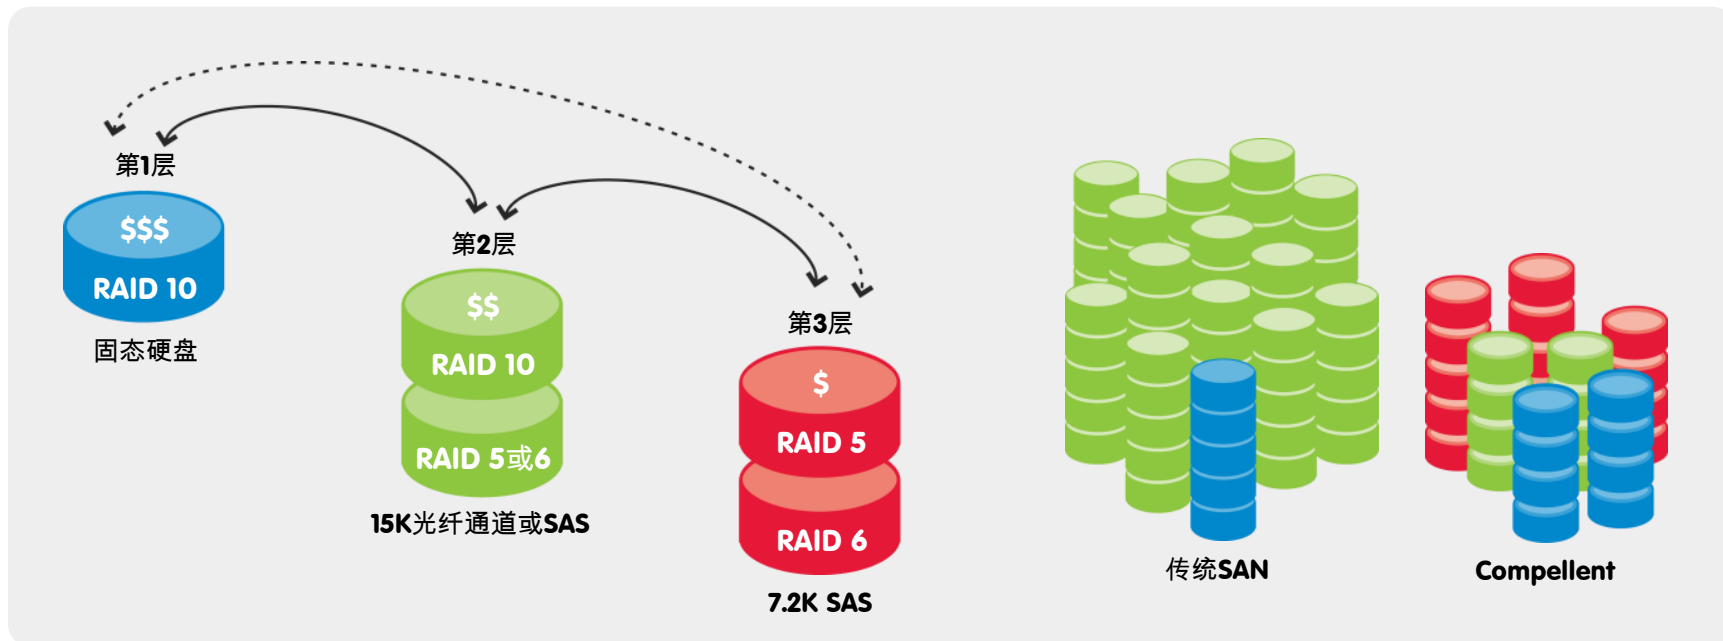 第1层
$$$
RAID 10
固态硬盘
第2层
$$
RAID 10
RAID 5或6
15K光纤通道或SAS
第3层
$
RAID 5
RAID 6
7.2K SAS
传统SAN
Compellent